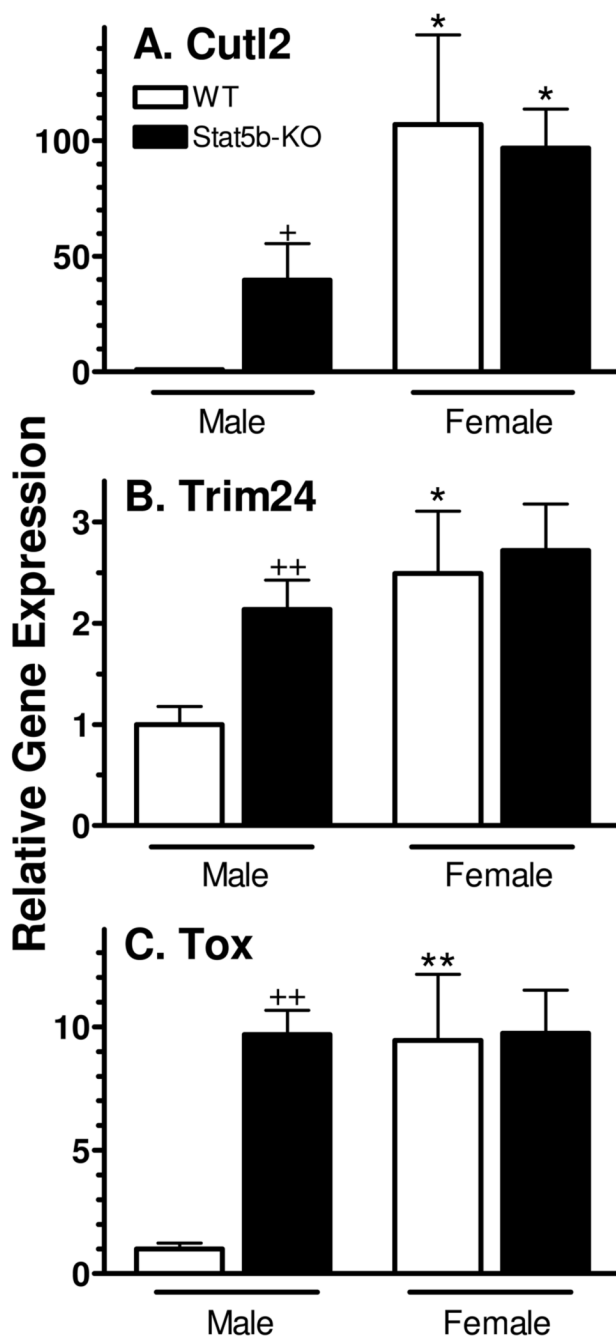 A. Cutl2
WT
Stat5b-KO
*
*
+
100
50
0
Male
Female
Relative Gene Expression
B. Trim24
*
++
3
2
1
0
Male
Female
C. Tox
**
++
10
5
0
Male
Female